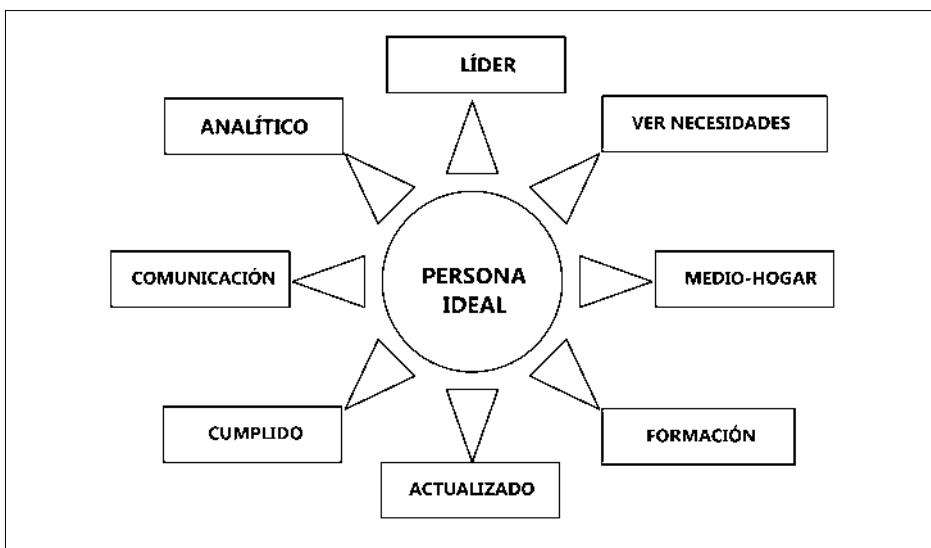 LÍDER
ANALÍTICO
VER NECESIDADES
COMUNICACIÓN
PERSONA
IDEAL
MEDIO-HOGAR
CUMPLIDO
FORMACIÓN
ACTUALIZADO